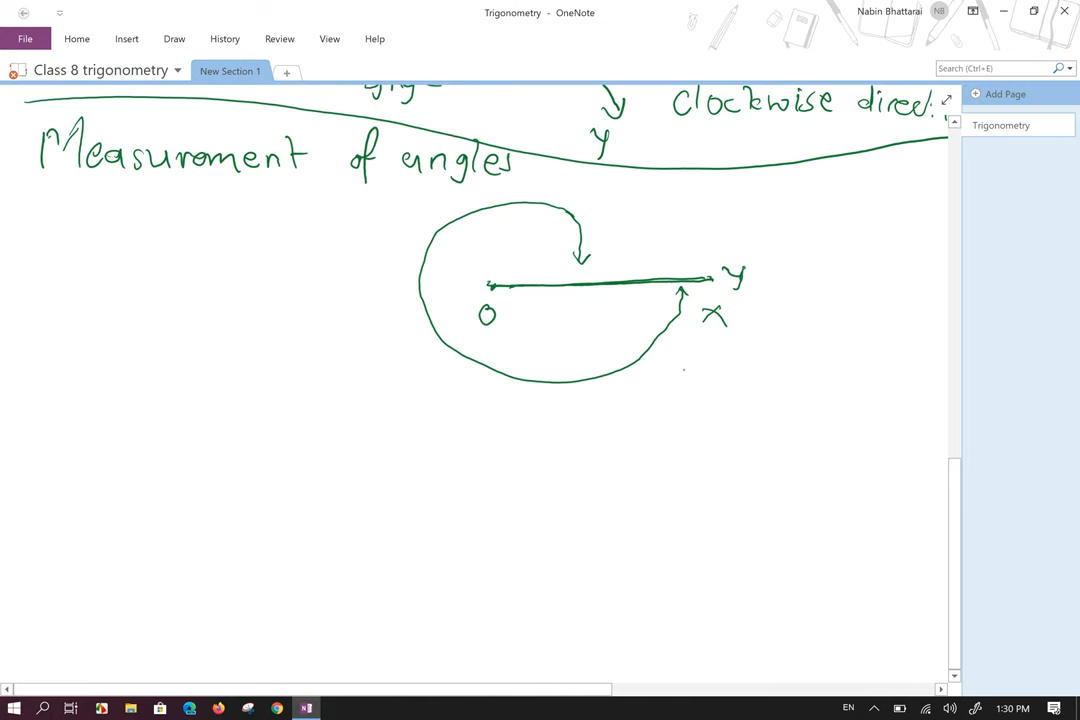 Trigonometry - OneNote
Nabin Bhattarai NB
File Home Insert Draw History Review View Help
Class 8 trigonometry New Section 1 +
Search (Ctrl+E)
Add Page
Trigonometry
Clockwise direc
Y
Measurement of angles
Y
O X
EN 1:30 PM